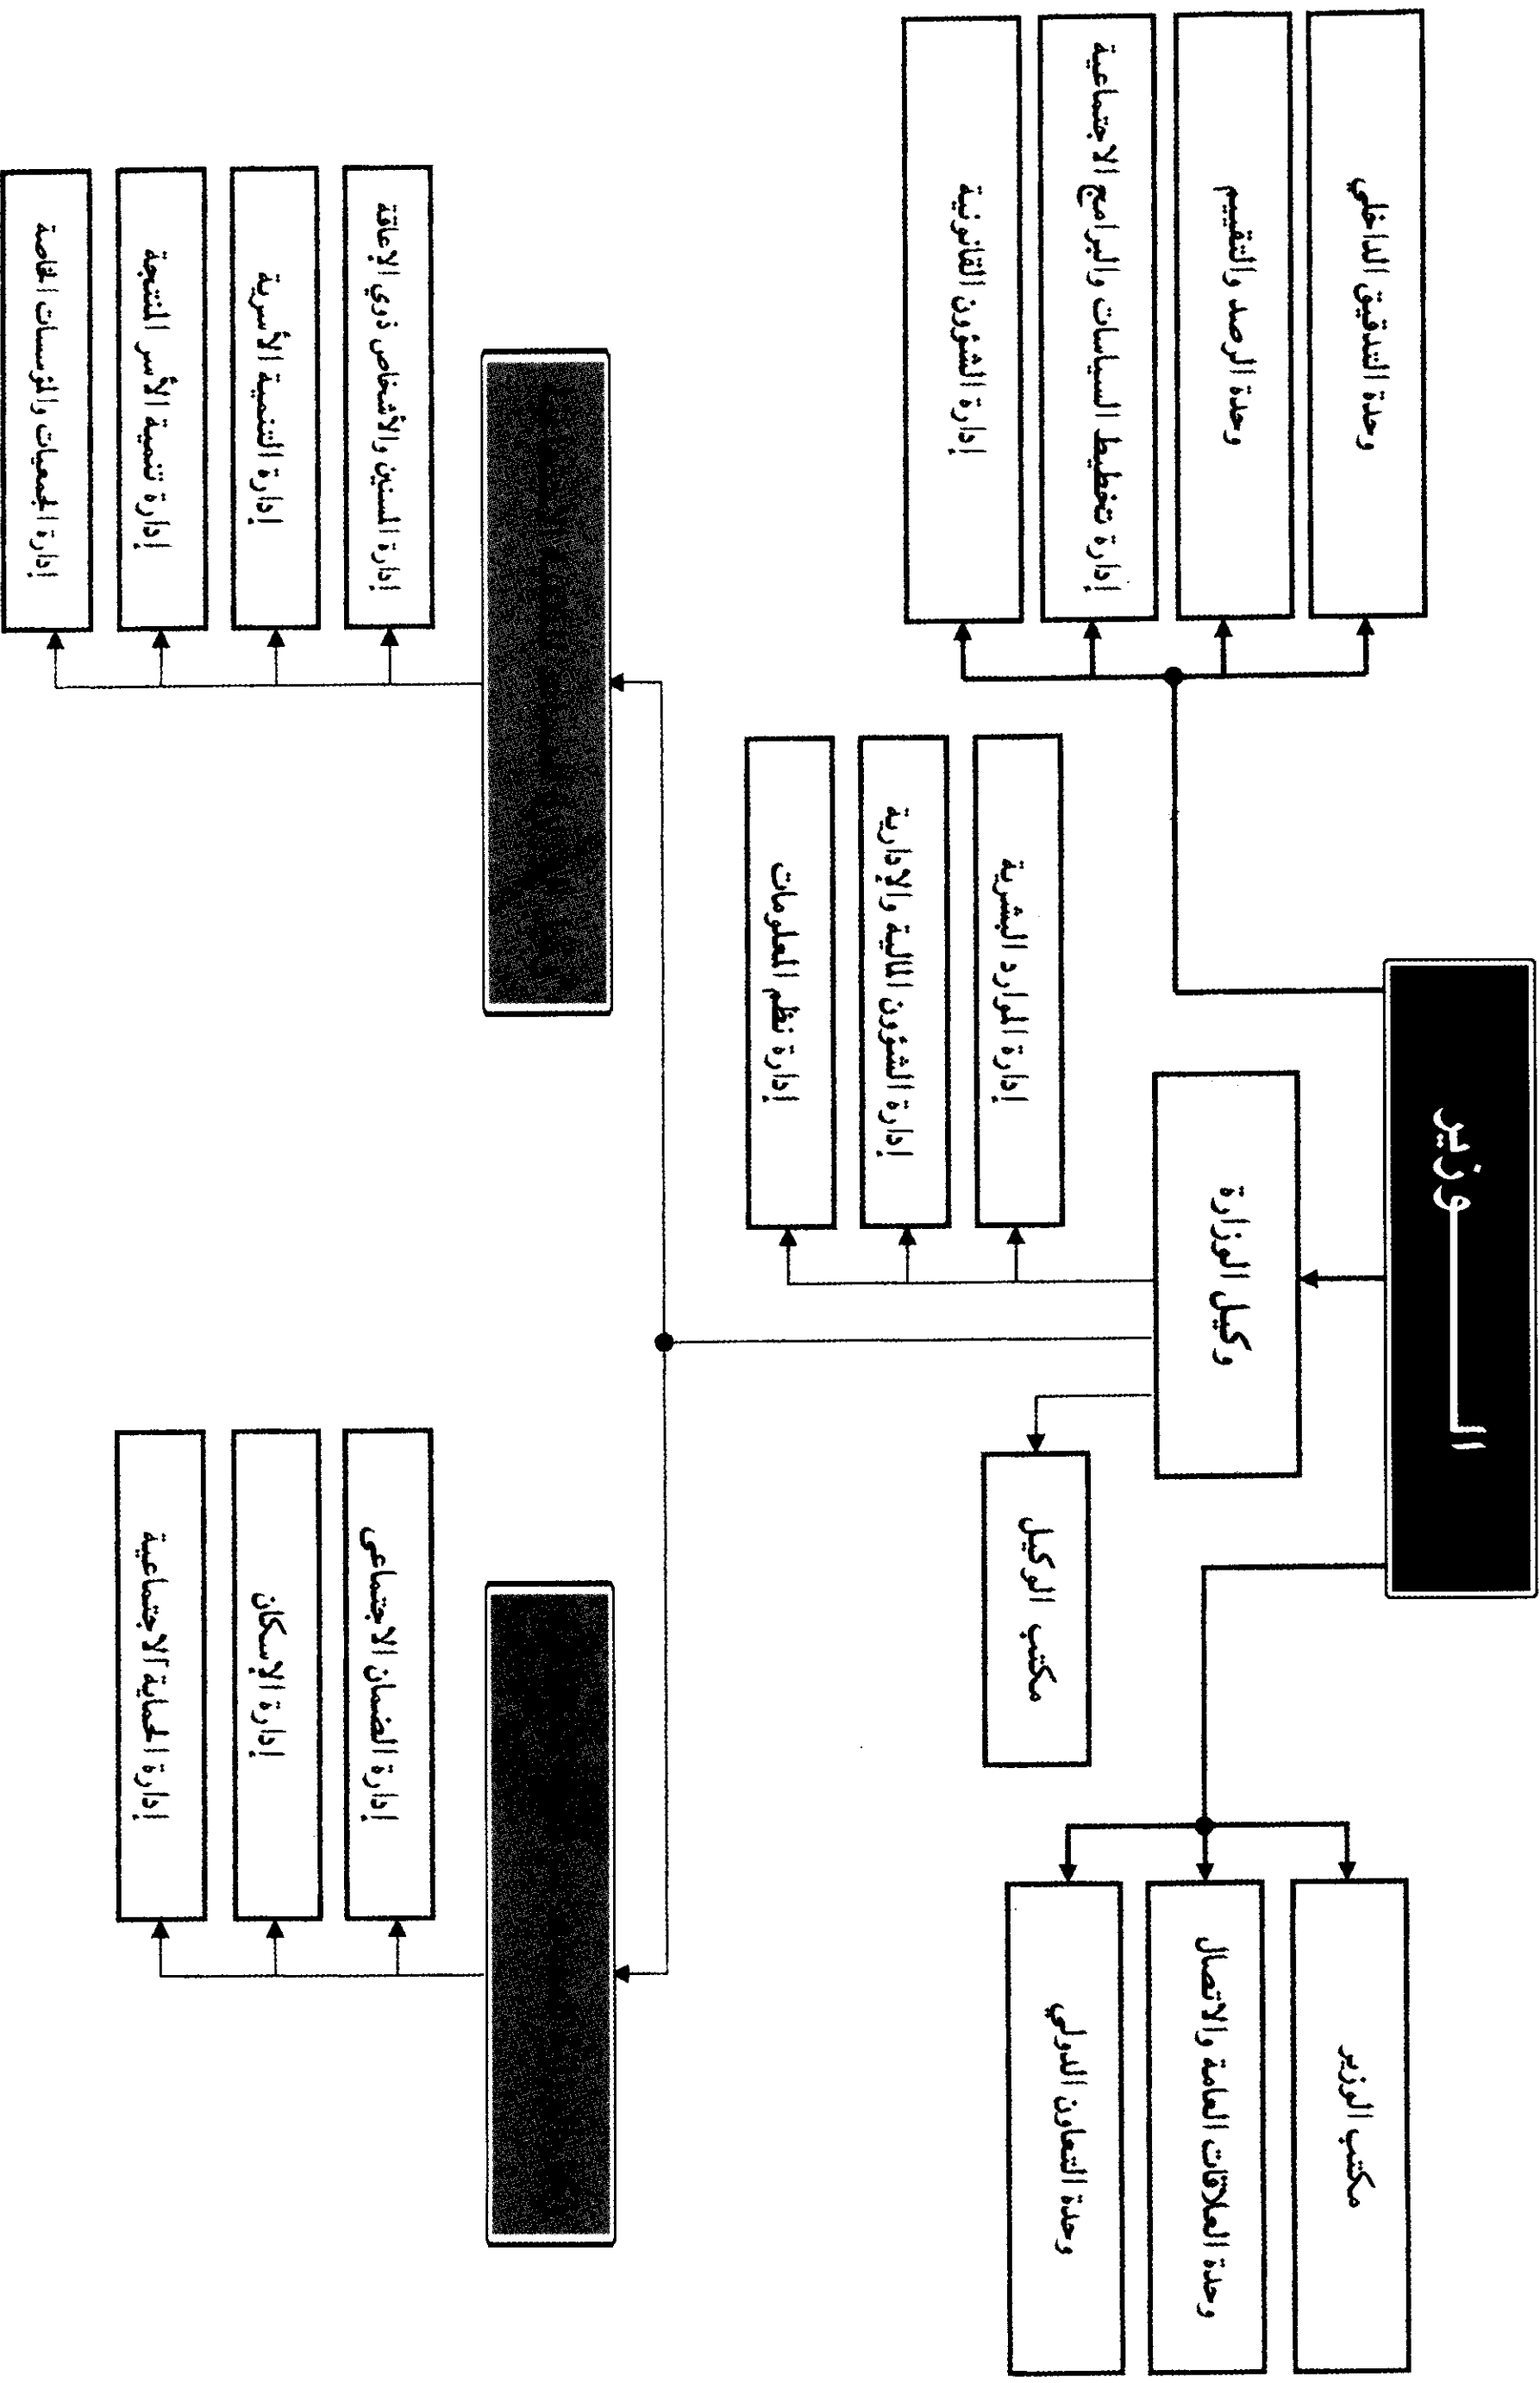 الـــــوزير
مكتب الوزير
وحدة العلاقات العامة والاتصال
وحدة التعاون الدولي
وحدة التدقيق الداخلي
وحدة الرصد والتقييم
إدارة تخطيط السياسات والبرامج الاجتماعية
إدارة الشؤون القانونية
وكيل الوزارة
مكتب الوكيل
إدارة الموارد البشرية
إدارة الشؤون المالية والإدارية
إدارة نظم المعلومات
إدارة الضمان الاجتماعي
إدارة الإسكان
إدارة الحماية الاجتماعية
إدارة المسنين والأشخاص ذوي الإعاقة
إدارة التنمية الأسرية
إدارة تنمية الأسر المنتجة
إدارة الجمعيات والمؤسسات الخاصة